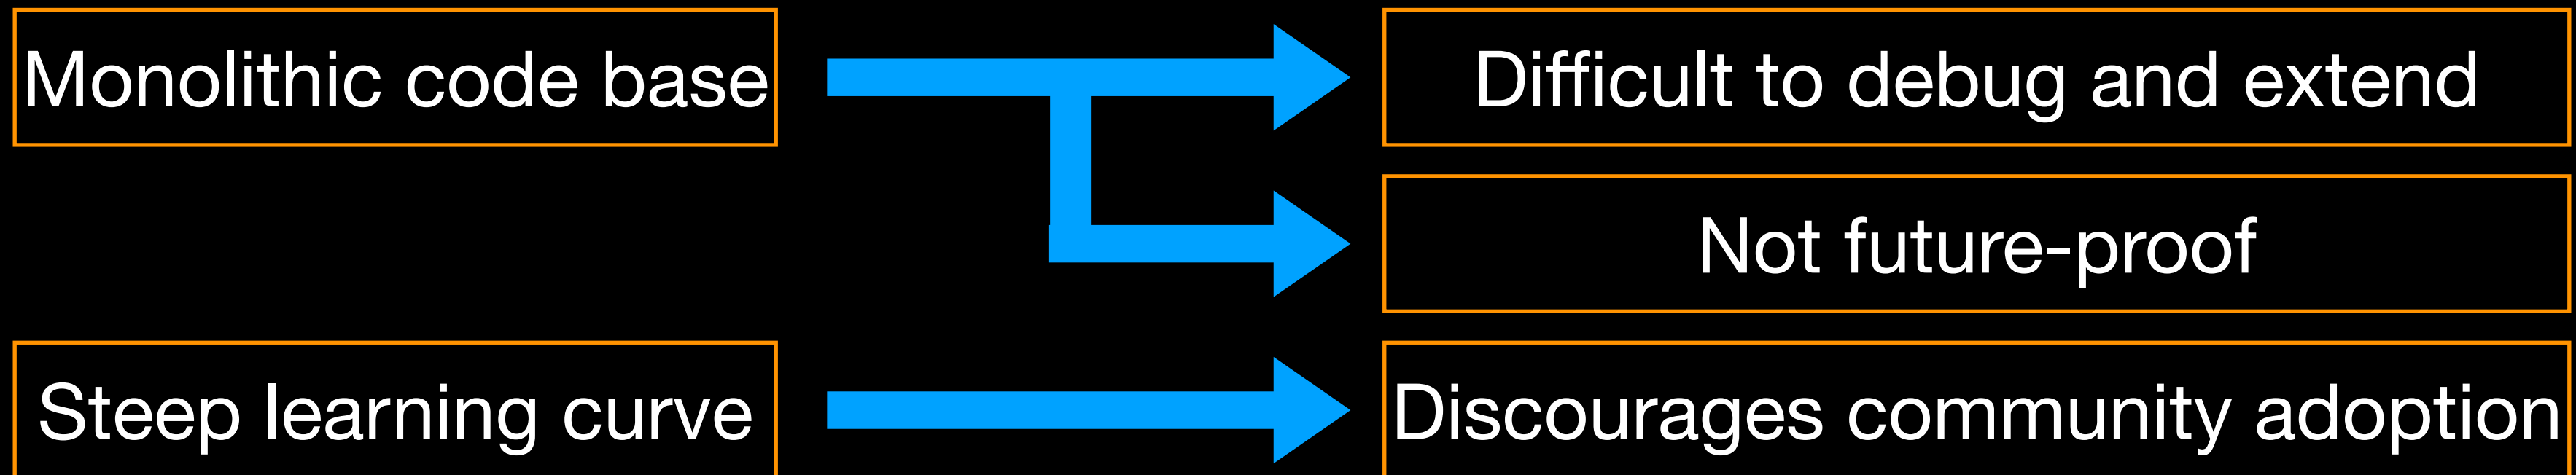 Monolithic code base
Difficult to debug and extend
Not future-proof
Steep learning curve
Discourages community adoption